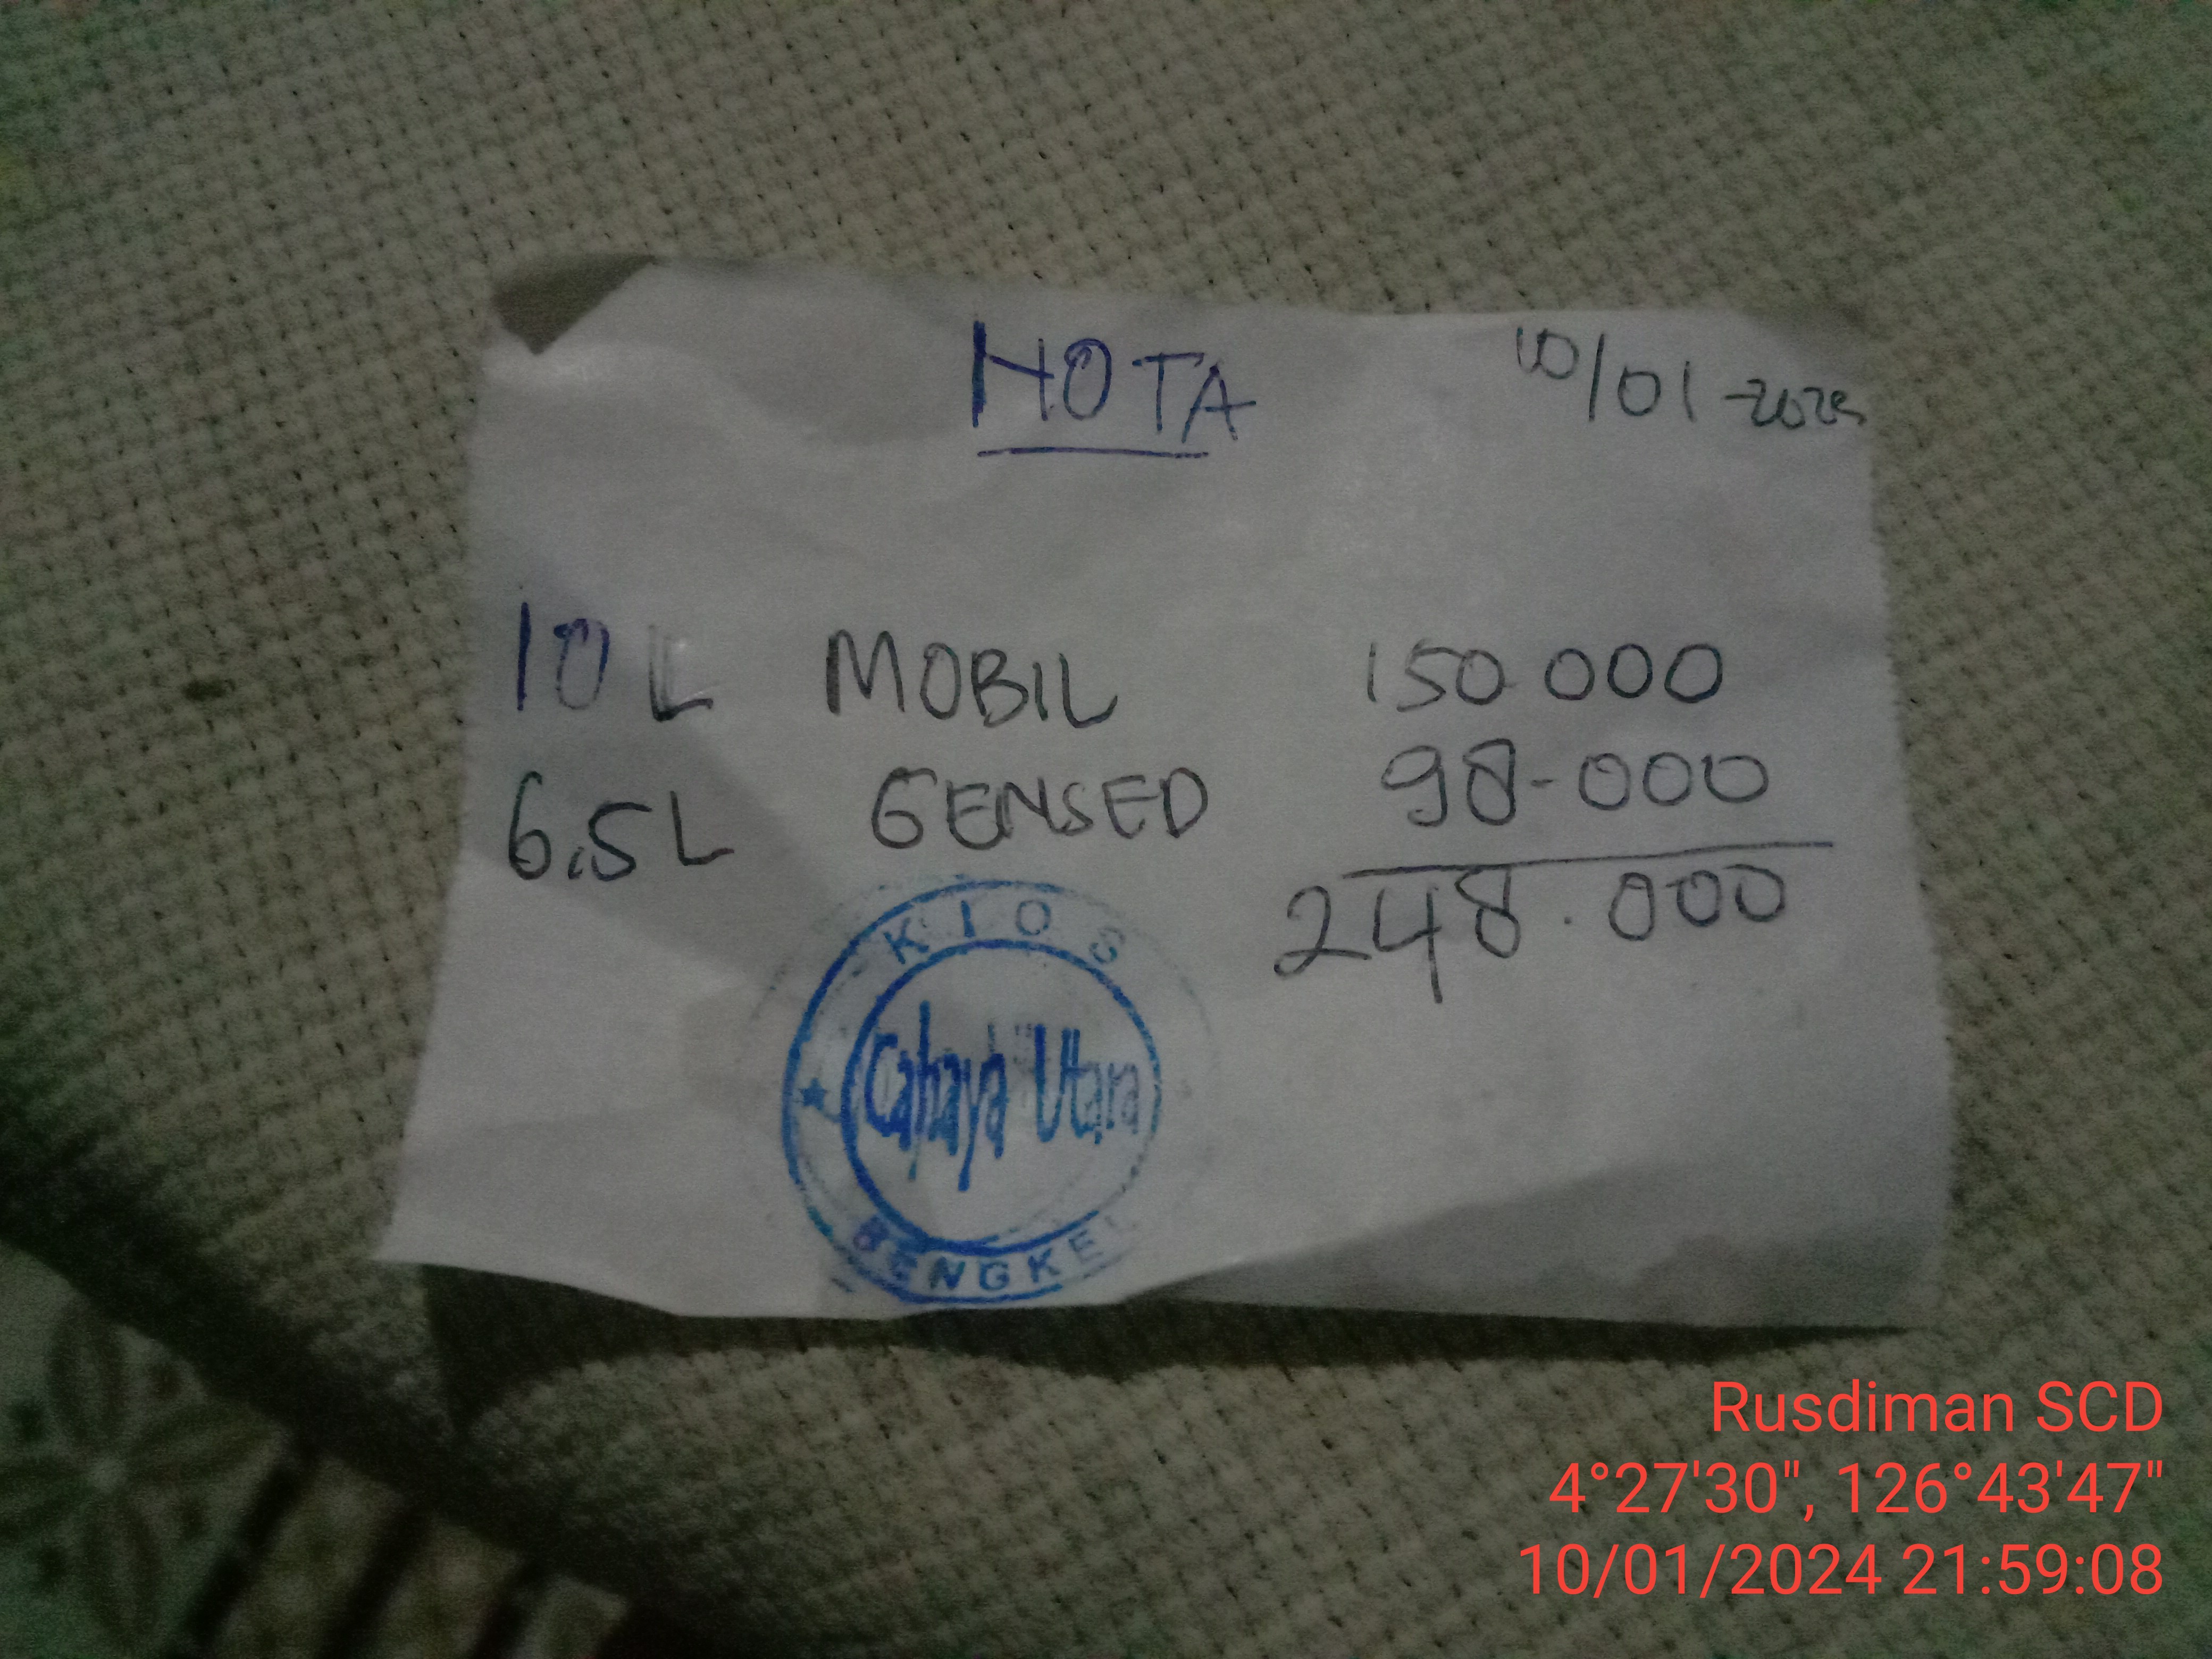 NOTA
10/01-2025
10 L MOBIL 150 000
6.5 L GENSED 98-000
248.000
KIOS
Cahaya Utara
BENGKEL
Rusdiman SCD
4°27'30", 126°43'47"
10/01/2024 21:59:08